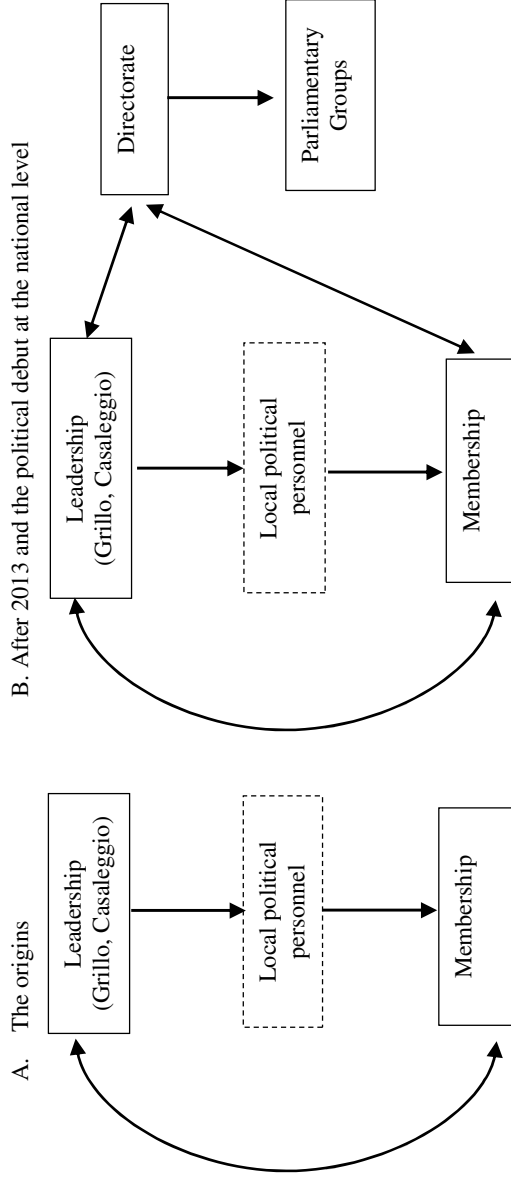 A. The origins
Leadership
(Grillo, Casaleggio)
Local political
personnel
Membership
B. After 2013 and the political debut at the national level
Leadership
(Grillo, Casaleggio)
Local political
personnel
Membership
Directorate
Parliamentary
Groups